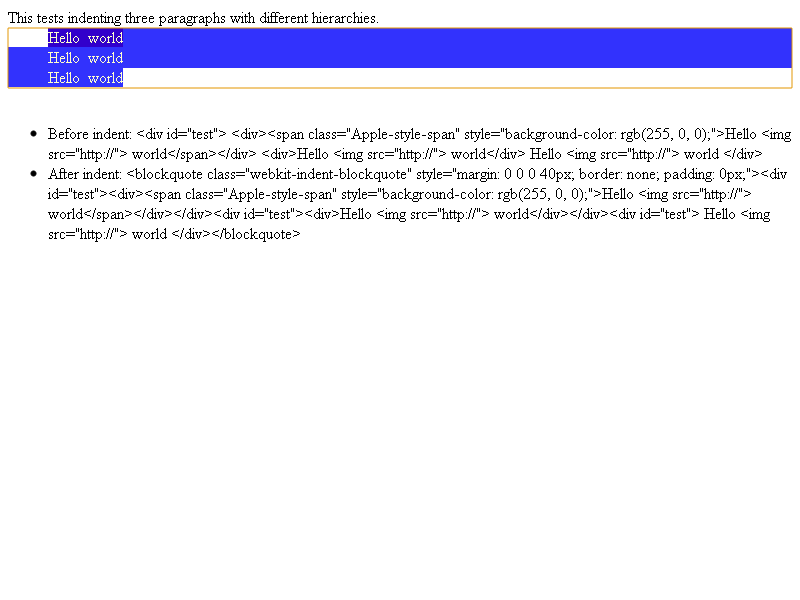 This tests indenting three paragraphs with different hierarchies.
Hello  world
Hello  world
Hello  world
Before indent: <div id="test"> <div><span class="Apple-style-span" style="background-color: rgb(255, 0, 0);">Hello <img
src="http://"> world</span></div> <div>Hello <img src="http://"> world</div> Hello <img src="http://"> world </div>
After indent: <blockquote class="webkit-indent-blockquote" style="margin: 0 0 0 40px; border: none; padding: 0px;"><div
id="test"><div><span class="Apple-style-span" style="background-color: rgb(255, 0, 0);">Hello <img src="http://">
world</span></div></div><div id="test"><div>Hello <img src="http://"> world</div></div><div id="test"> Hello <img
src="http://"> world </div></blockquote>